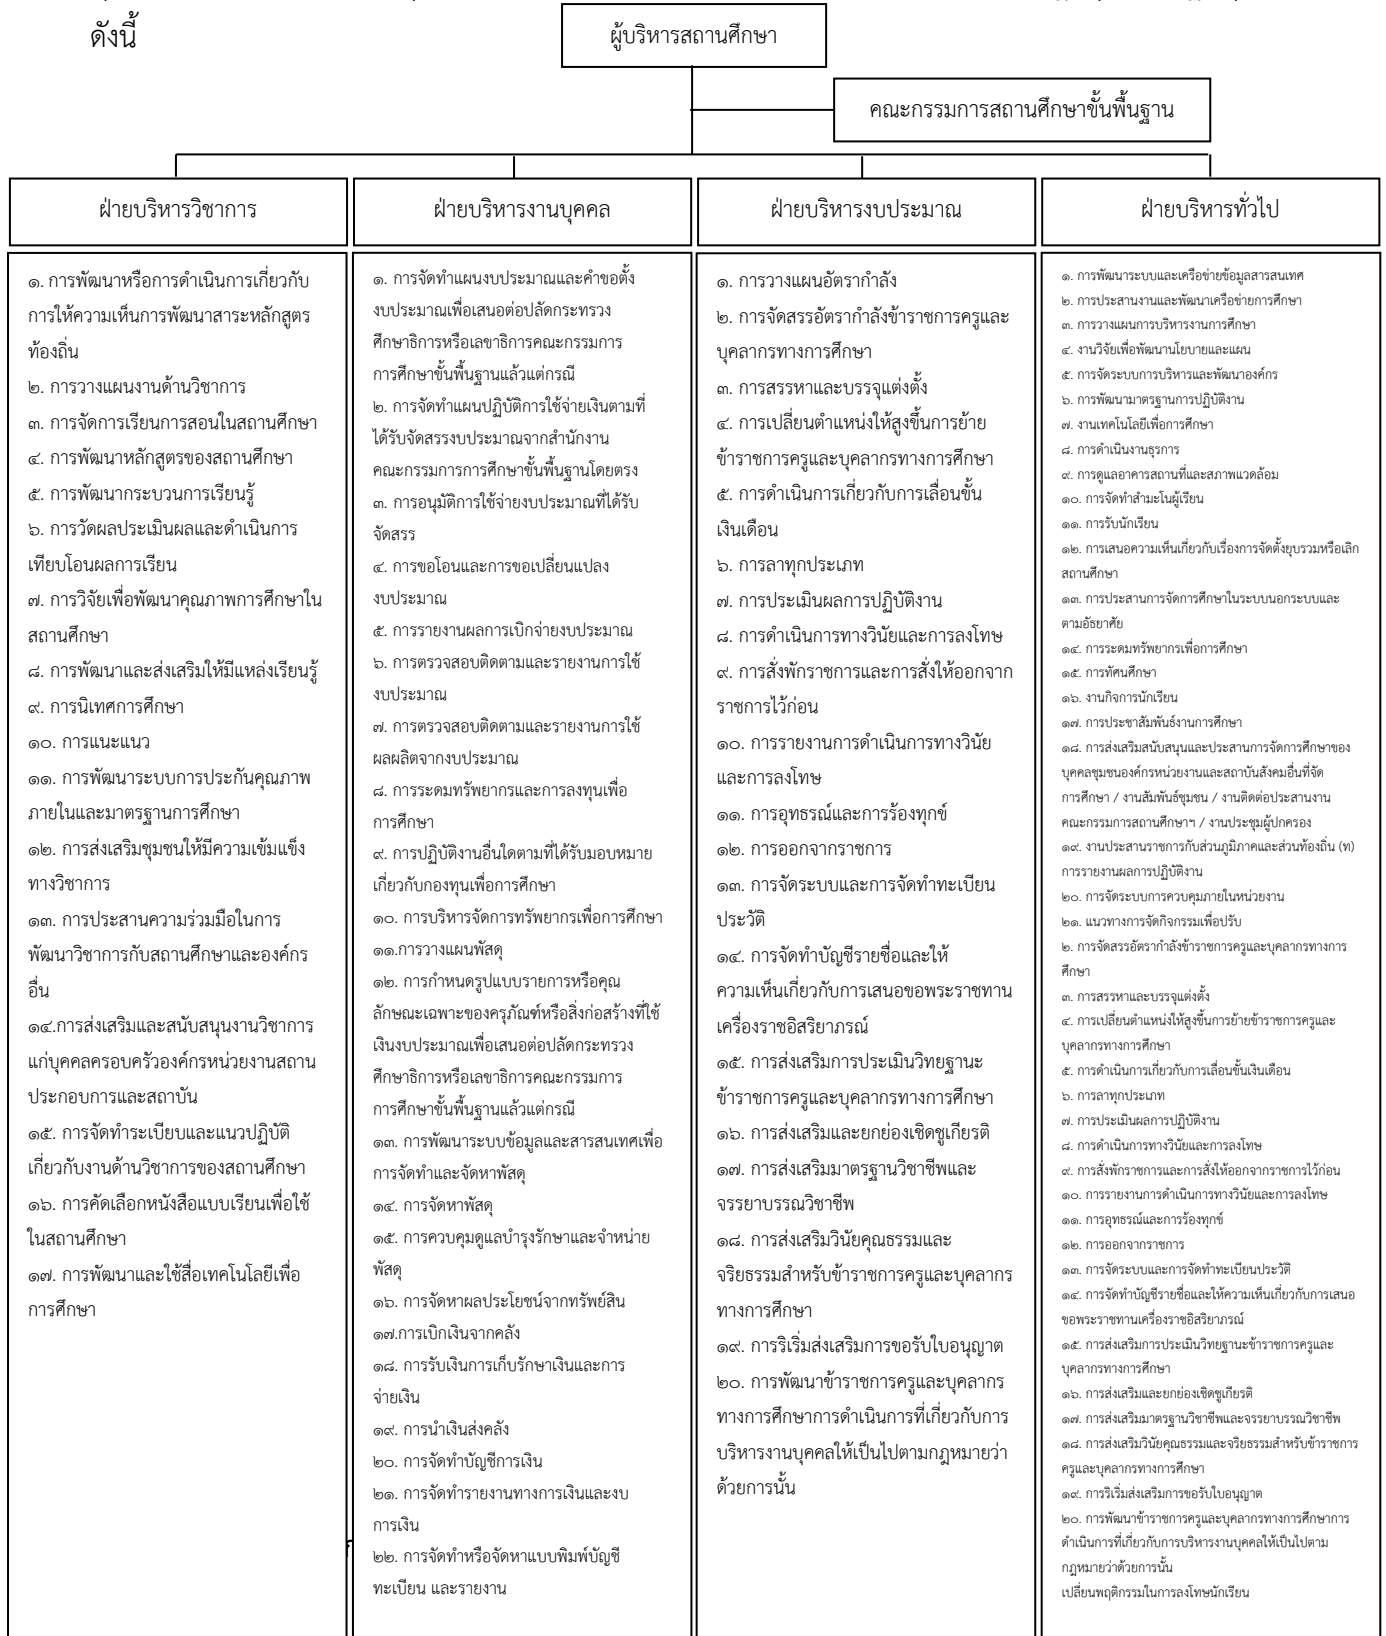 ดังนี้
ผู้บริหารสถานศึกษา
คณะกรรมการสถานศึกษาขั้นพื้นฐาน
ฝ่ายบริหารวิชาการ
๑. การพัฒนาหรือการดำเนินการเกี่ยวกับ
การให้ความเห็นการพัฒนาสาระหลักสูตร
ท้องถิ่น
๒. การวางแผนงานด้านวิชาการ
๓. การจัดการเรียนการสอนในสถานศึกษา
๔. การพัฒนาหลักสูตรของสถานศึกษา
๕. การพัฒนากระบวนการเรียนรู้
๖. การวัดผลประเมินผลและดำเนินการ
เทียบโอนผลการเรียน
๗. การวิจัยเพื่อพัฒนาคุณภาพการศึกษาใน
สถานศึกษา
๘. การพัฒนาและส่งเสริมให้มีแหล่งเรียนรู้
๙. การนิเทศการศึกษา
๑๐. การแนะแนว
๑๑. การพัฒนาระบบการประกันคุณภาพ
ภายในและมาตรฐานการศึกษา
๑๒. การส่งเสริมชุมชนให้มีความเข้มแข็ง
ทางวิชาการ
๑๓. การประสานความร่วมมือในการ
พัฒนาวิชาการกับสถานศึกษาและองค์กร
อื่น
๑๔.การส่งเสริมและสนับสนุนงานวิชาการ
แก่บุคคลครอบครัวองค์กรหน่วยงานสถาน
ประกอบการและสถาบัน
๑๕. การจัดทำระเบียบและแนวปฏิบัติ
เกี่ยวกับงานด้านวิชาการของสถานศึกษา
๑๖. การคัดเลือกหนังสือแบบเรียนเพื่อใช้
ในสถานศึกษา
๑๗. การพัฒนาและใช้สื่อเทคโนโลยีเพื่อ
การศึกษา
ฝ่ายบริหารงานบุคคล
๑. การจัดทำแผนงบประมาณและคำขอตั้ง
งบประมาณเพื่อเสนอต่อปลัดกระทรวง
ศึกษาธิการหรือเลขาธิการคณะกรรมการ
การศึกษาขั้นพื้นฐานแล้วแต่กรณี
๒. การจัดทำแผนปฏิบัติการใช้จ่ายเงินตามที่
ได้รับจัดสรรงบประมาณจากสำนักงาน
คณะกรรมการการศึกษาขั้นพื้นฐานโดยตรง
๓. การอนุมัติการใช้จ่ายงบประมาณที่ได้รับ
จัดสรร
๔. การขอโอนและการขอเปลี่ยนแปลง
งบประมาณ
๕. การรายงานผลการเบิกจ่ายงบประมาณ
๖. การตรวจสอบติดตามและรายงานการใช้
งบประมาณ
๗. การตรวจสอบติดตามและรายงานการใช้
ผลผลิตจากงบประมาณ
๘. การระดมทรัพยากรและการลงทุนเพื่อ
การศึกษา
๙. การปฏิบัติงานอื่นใดตามที่ได้รับมอบหมาย
เกี่ยวกับกองทุนเพื่อการศึกษา
๑๐. การบริหารจัดการทรัพยากรเพื่อการศึกษา
๑๑.การวางแผนพัสดุ
๑๒. การกำหนดรูปแบบรายการหรือคุณ
ลักษณะเฉพาะของครุภัณฑ์หรือสิ่งก่อสร้างที่ใช้
เงินงบประมาณเพื่อเสนอต่อปลัดกระทรวง
ศึกษาธิการหรือเลขาธิการคณะกรรมการ
การศึกษาขั้นพื้นฐานแล้วแต่กรณี
๑๓. การพัฒนาระบบข้อมูลและสารสนเทศเพื่อ
การจัดทำและจัดหาพัสดุ
๑๔. การจัดหาพัสดุ
๑๕. การควบคุมดูแลบำรุงรักษาและจำหน่าย
พัสดุ
๑๖. การจัดหาผลประโยชน์จากทรัพย์สิน
๑๗.การเบิกเงินจากคลัง
๑๘. การรับเงินการเก็บรักษาเงินและการ
จ่ายเงิน
๑๙. การนำเงินส่งคลัง
๒๐. การจัดทำบัญชีการเงิน
๒๑. การจัดทำรายงานทางการเงินและงบ
การเงิน
๒๒. การจัดทำหรือจัดหาแบบพิมพ์บัญชี
ทะเบียน และรายงาน
ฝ่ายบริหารงบประมาณ
๑. การวางแผนอัตรากำลัง
๒. การจัดสรรอัตรากำลังข้าราชการครูและ
บุคลากรทางการศึกษา
๓. การสรรหาและบรรจุแต่งตั้ง
๔. การเปลี่ยนตำแหน่งให้สูงขึ้นการย้าย
ข้าราชการครูและบุคลากรทางการศึกษา
๕. การดำเนินการเกี่ยวกับการเลื่อนขั้น
เงินเดือน
๖. การลาทุกประเภท
๗. การประเมินผลการปฏิบัติงาน
๘. การดำเนินการทางวินัยและการลงโทษ
๙. การสั่งพักราชการและการสั่งให้ออกจาก
ราชการไว้ก่อน
๑๐. การรายงานการดำเนินการทางวินัย
และการลงโทษ
๑๑. การอุทธรณ์และการร้องทุกข์
๑๒. การออกจากราชการ
๑๓. การจัดระบบและการจัดทำทะเบียน
ประวัติ
๑๔. การจัดทำบัญชีรายชื่อและให้
ความเห็นเกี่ยวกับการเสนอขอพระราชทาน
เครื่องราชอิสริยาภรณ์
๑๕. การส่งเสริมการประเมินวิทยฐานะ
ข้าราชการครูและบุคลากรทางการศึกษา
๑๖. การส่งเสริมและยกย่องเชิดชูเกียรติ
๑๗. การส่งเสริมมาตรฐานวิชาชีพและ
จรรยาบรรณวิชาชีพ
๑๘. การส่งเสริมวินัยคุณธรรมและ
จริยธรรมสำหรับข้าราชการครูและบุคลากร
ทางการศึกษา
๑๙. การริเริ่มส่งเสริมการขอรับใบอนุญาต
๒๐. การพัฒนาข้าราชการครูและบุคลากร
ทางการศึกษาการดำเนินการที่เกี่ยวกับการ
บริหารงานบุคคลให้เป็นไปตามกฎหมายว่า
ด้วยการนั้น
ฝ่ายบริหารทั่วไป
๑. การพัฒนาระบบและเครือข่ายข้อมูลสารสนเทศ
๒. การประสานงานและพัฒนาเครือข่ายการศึกษา
๓. การวางแผนการบริหารงานการศึกษา
๔. งานวิจัยเพื่อพัฒนานโยบายและแผน
๕. การจัดระบบการบริหารและพัฒนาองค์กร
๖. การพัฒนามาตรฐานการปฏิบัติงาน
๗. งานเทคโนโลยีเพื่อการศึกษา
๘. การดำเนินงานธุรการ
๙. การดูแลอาคารสถานที่และสภาพแวดล้อม
๑๐. การจัดทำสำมะโนผู้เรียน
๑๑. การรับนักเรียน
๑๒. การเสนอความเห็นเกี่ยวกับเรื่องการจัดตั้งยุบรวมหรือเลิก
สถานศึกษา
๑๓. การประสานการจัดการศึกษาในระบบนอกระบบและ
ตามอัธยาศัย
๑๔. การระดมทรัพยากรเพื่อการศึกษา
๑๕. การทัศนศึกษา
๑๖. งานกิจการนักเรียน
๑๗. การประชาสัมพันธ์งานการศึกษา
๑๘. การส่งเสริมสนับสนุนและประสานการจัดการศึกษาของ
บุคคลชุมชนองค์กรหน่วยงานและสถาบันสังคมอื่นที่จัด
การศึกษา / งานสัมพันธ์ชุมชน / งานติดต่อประสานงาน
คณะกรรมการสถานศึกษาฯ / งานประชุมผู้ปกครอง
๑๙. งานประสานราชการกับส่วนภูมิภาคและส่วนท้องถิ่น (ท)
การรายงานผลการปฏิบัติงาน
๒๐. การจัดระบบการควบคุมภายในหน่วยงาน
๒๑. แนวทางการจัดกิจกรรมเพื่อปรับ
๒. การจัดสรรอัตรากำลังข้าราชการครูและบุคลากรทางการ
ศึกษา
๓. การสรรหาและบรรจุแต่งตั้ง
๔. การเปลี่ยนตำแหน่งให้สูงขึ้นการย้ายข้าราชการครูและ
บุคลากรทางการศึกษา
๕. การดำเนินการเกี่ยวกับการเลื่อนขั้นเงินเดือน
๖. การลาทุกประเภท
๗. การประเมินผลการปฏิบัติงาน
๘. การดำเนินการทางวินัยและการลงโทษ
๙. การสั่งพักราชการและการสั่งให้ออกจากราชการไว้ก่อน
๑๐. การรายงานการดำเนินการทางวินัยและการลงโทษ
๑๑. การอุทธรณ์และการร้องทุกข์
๑๒. การออกจากราชการ
๑๓. การจัดระบบและการจัดทำทะเบียนประวัติ
๑๔. การจัดทำบัญชีรายชื่อและให้ความเห็นเกี่ยวกับการเสนอ
ขอพระราชทานเครื่องราชอิสริยาภรณ์
๑๕. การส่งเสริมการประเมินวิทยฐานะข้าราชการครูและ
บุคลากรทางการศึกษา
๑๖. การส่งเสริมและยกย่องเชิดชูเกียรติ
๑๗. การส่งเสริมมาตรฐานวิชาชีพและจรรยาบรรณวิชาชีพ
๑๘. การส่งเสริมวินัยคุณธรรมและจริยธรรมสำหรับข้าราชการ
ครูและบุคลากรทางการศึกษา
๑๙. การริเริ่มส่งเสริมการขอรับใบอนุญาต
๒๐. การพัฒนาข้าราชการครูและบุคลากรทางการศึกษาการ
ดำเนินการที่เกี่ยวกับการบริหารงานบุคคลให้เป็นไปตาม
กฎหมายว่าด้วยการนั้น
เปลี่ยนพฤติกรรมในการลงโทษนักเรียน